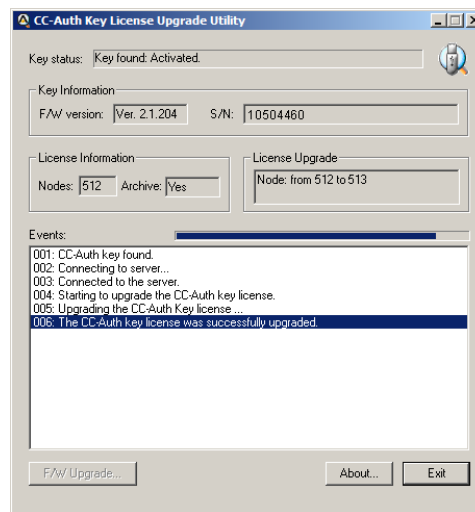 CC-Auth Key License Upgrade Utility
Key status: Key found: Activated.
Key Information
F/W version: Ver. 2.1.204 S/N: 10504460
License Information
Nodes: 512 Archive: Yes
License Upgrade
Node: from 512 to 513
Events:
001: CC-Auth key found.
002: Connecting to server...
003: Connected to the server.
004: Starting to upgrade the CC-Auth key license.
005: Upgrading the CC-Auth Key license ...
006: The CC-Auth key license was successfully upgraded.
F/W Upgrade... About... Exit